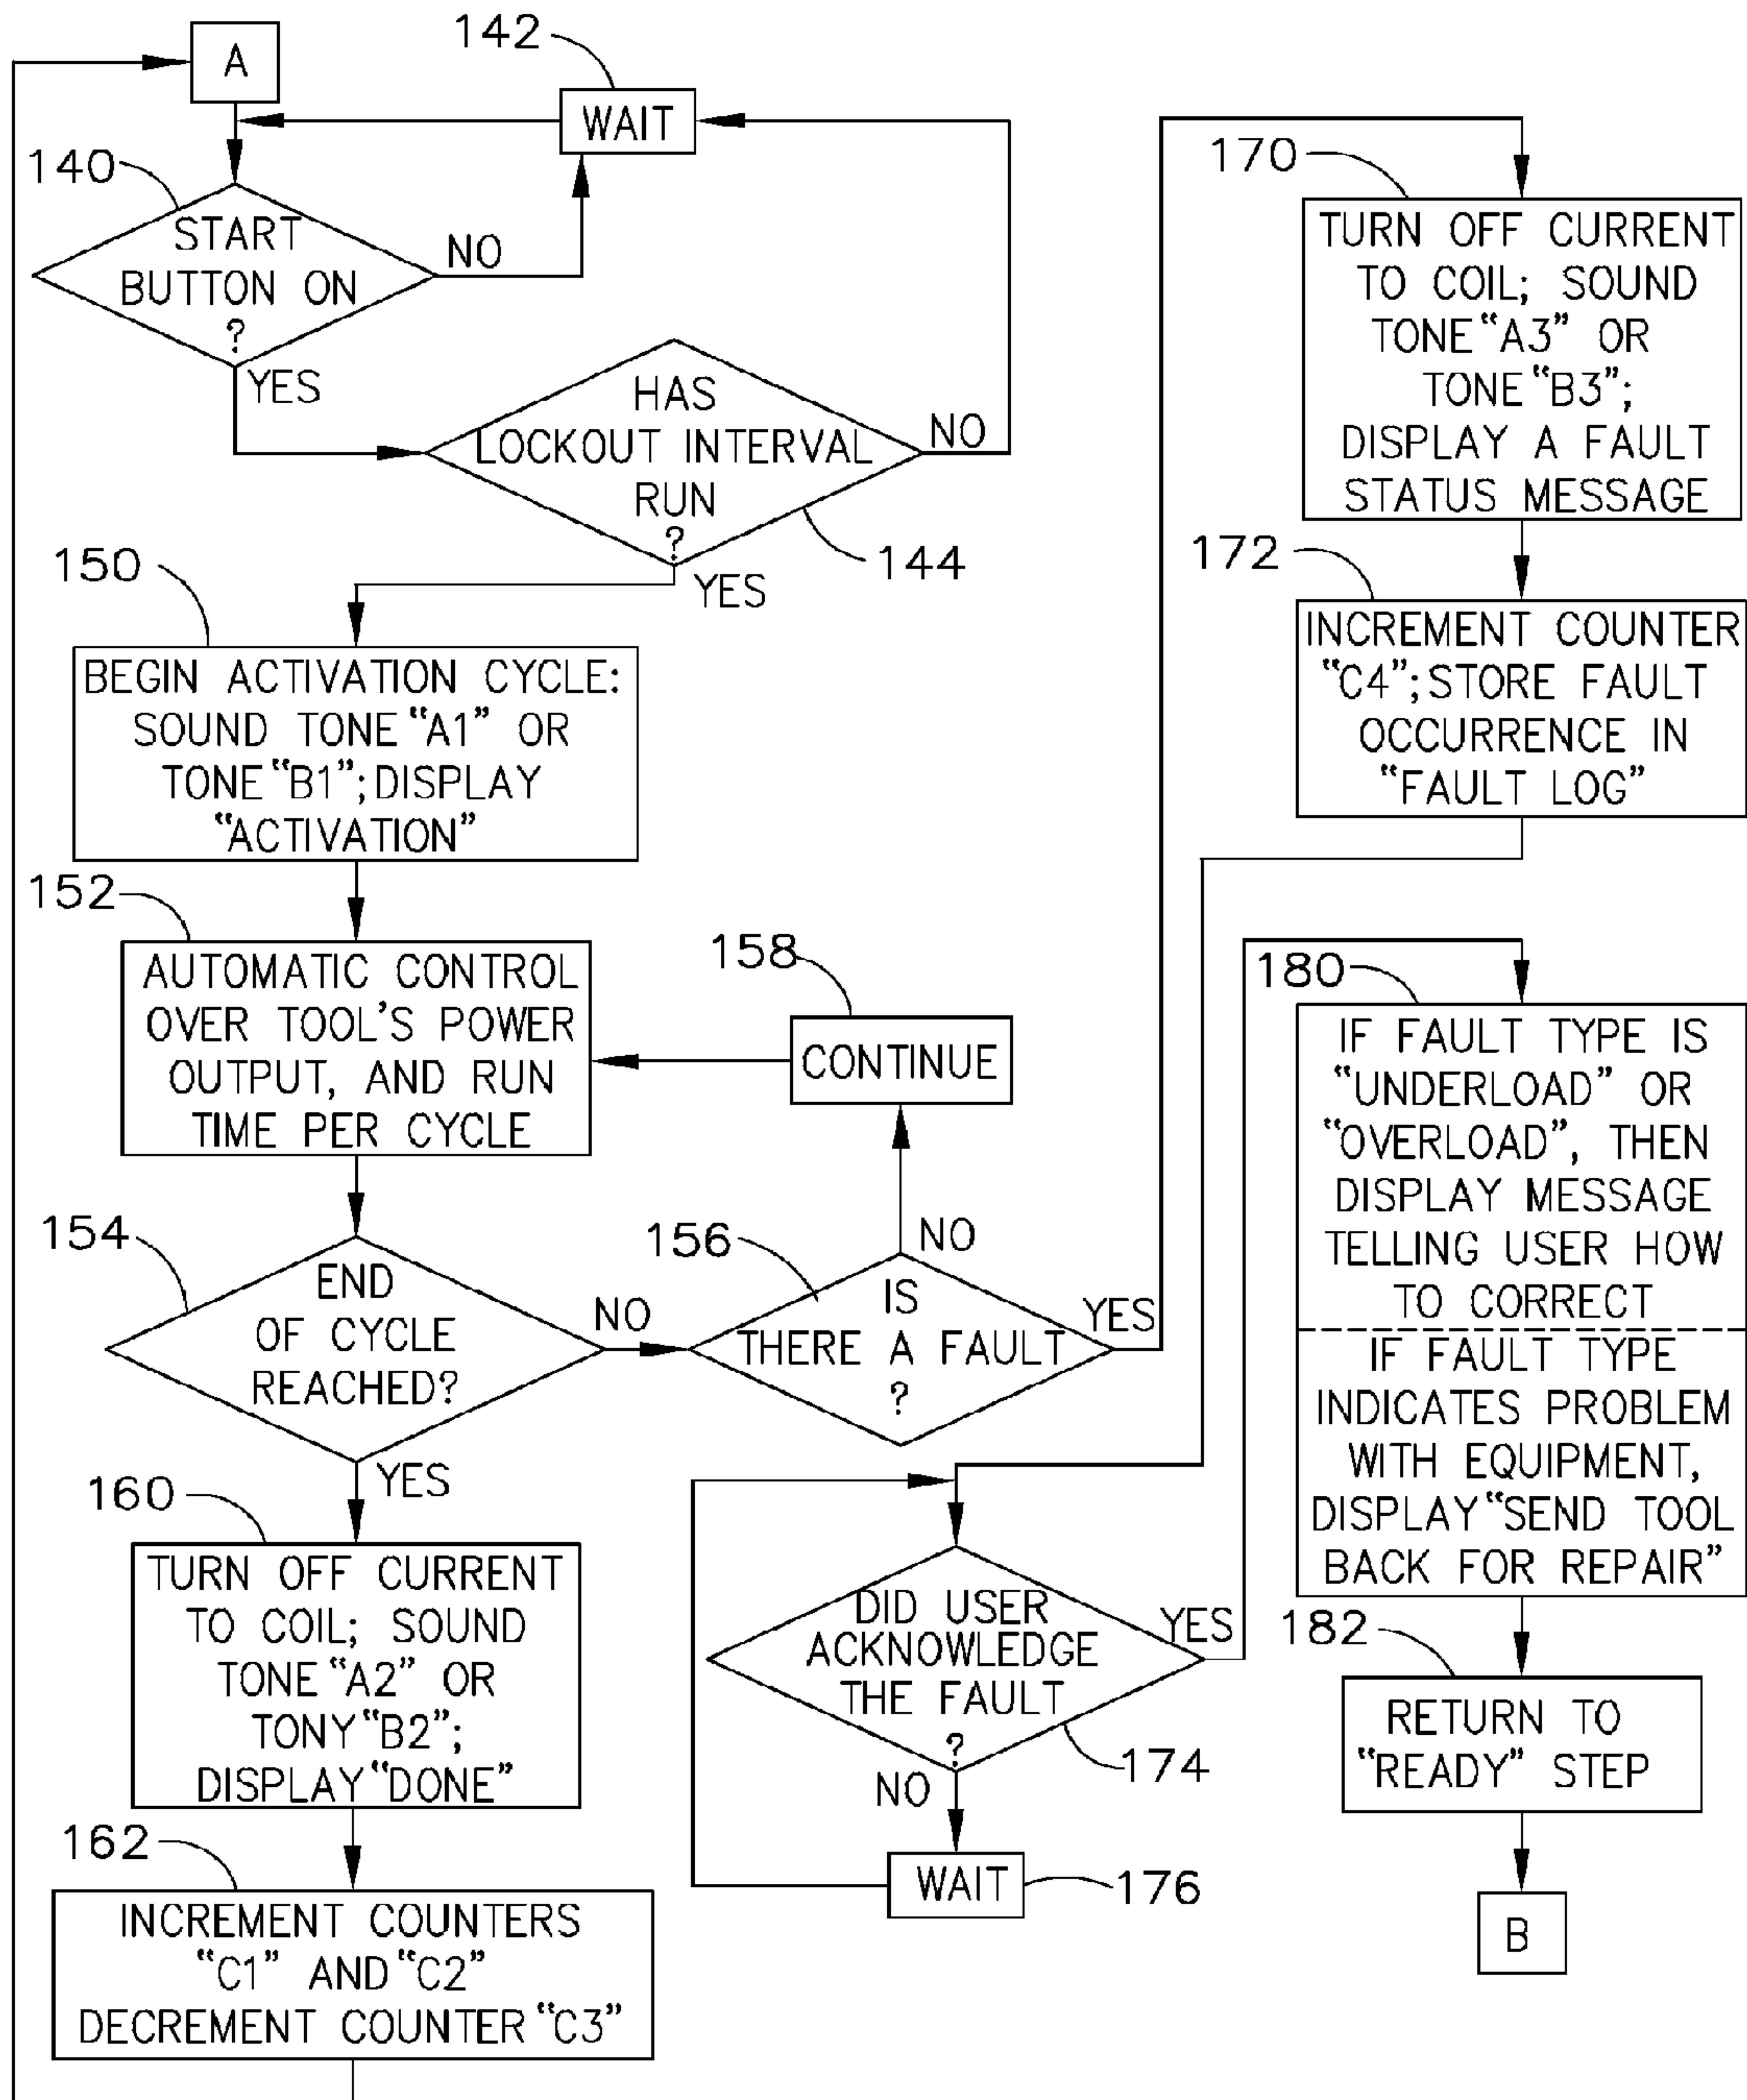 A
142
WAIT
140
START
BUTTON ON
?
NO
YES
HAS
LOCKOUT INTERVAL
RUN
?
NO
144
YES
150
BEGIN ACTIVATION CYCLE:
SOUND TONE “A1” OR
TONE “B1”; DISPLAY
“ACTIVATION”
152
AUTOMATIC CONTROL
OVER TOOL'S POWER
OUTPUT, AND RUN
TIME PER CYCLE
158
CONTINUE
154
END
OF CYCLE
REACHED?
NO
YES
156
IS
THERE A FAULT
?
NO
YES
160
TURN OFF CURRENT
TO COIL; SOUND
TONE “A2” OR
TONY “B2”;
DISPLAY “DONE”
162
INCREMENT COUNTERS
“C1” AND “C2”
DECREMENT COUNTER “C3”
170
TURN OFF CURRENT
TO COIL; SOUND
TONE “A3” OR
TONE “B3”;
DISPLAY A FAULT
STATUS MESSAGE
172
INCREMENT COUNTER
“C4”; STORE FAULT
OCCURRENCE IN
“FAULT LOG”
DID USER
ACKNOWLEDGE
THE FAULT
?
YES
174
NO
WAIT
176
180
IF FAULT TYPE IS
“UNDERLOAD” OR
“OVERLOAD”, THEN
DISPLAY MESSAGE
TELLING USER HOW
TO CORRECT
IF FAULT TYPE
INDICATES PROBLEM
WITH EQUIPMENT,
DISPLAY “SEND TOOL
BACK FOR REPAIR”
182
RETURN TO
“READY” STEP
B